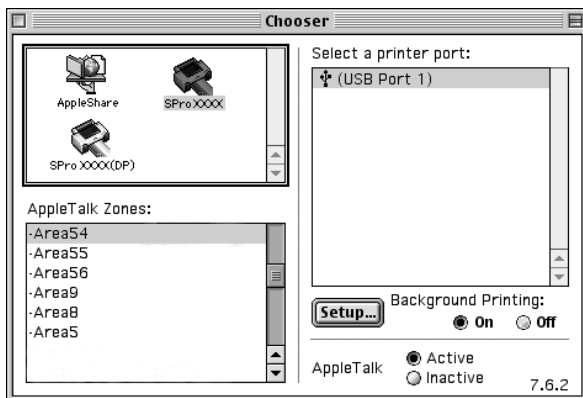 Chooser
AppleShare
SPro XXXX
SPro XXXX(DP)
AppleTalk Zones:
-Area54
-Area55
-Area56
-Area9
-Area8
-Area5
Select a printer port:
(USB Port 1)
Setup...
Background Printing:
On Off
AppleTalk
Active
Inactive
7.6.2